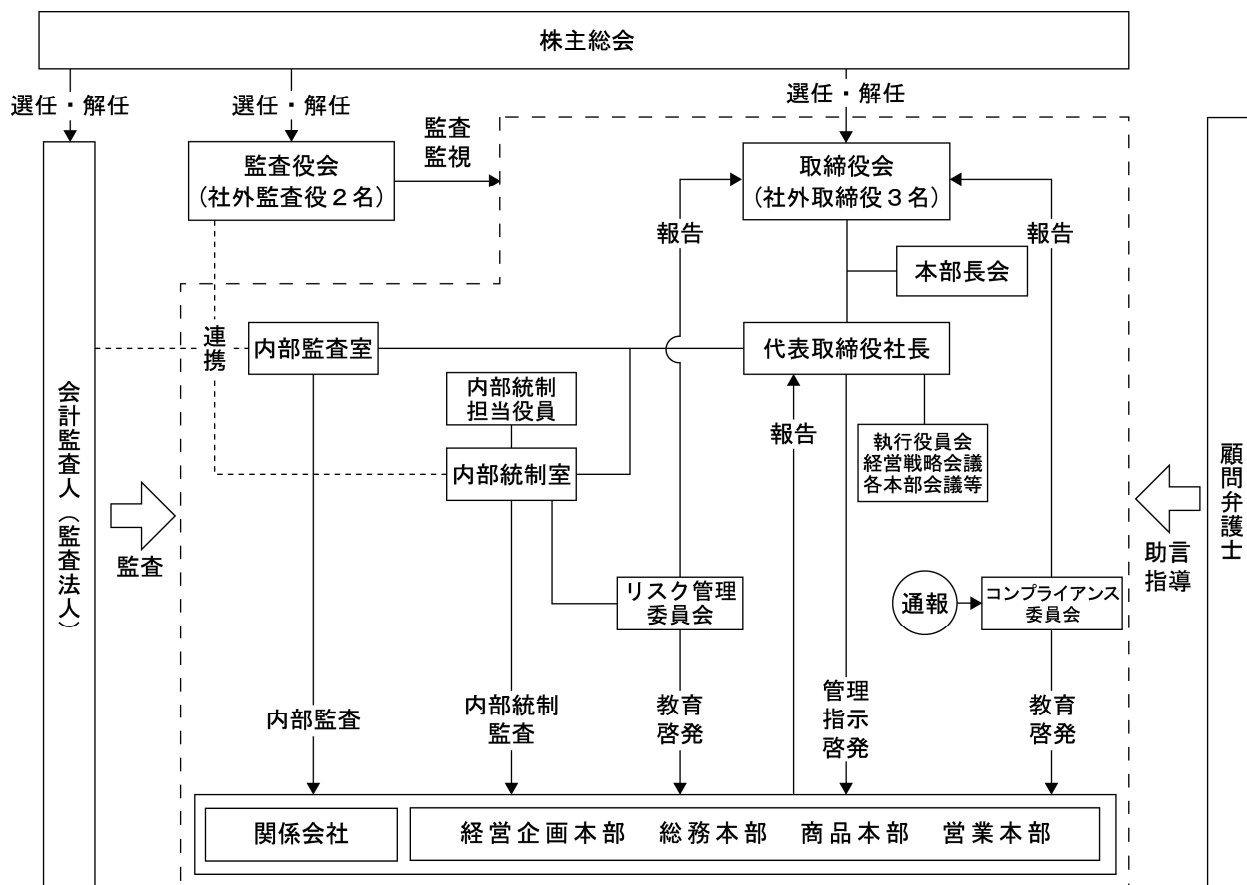 株主総会
選任・解任
選任・解任
選任・解任
監査
監視
監査役会
（社外監査役２名）
取締役会
（社外取締役３名）
報告
報告
本部長会
連携
内部監査室
代表取締役社長
内部統制
担当役員
報告
執行役員会
経営戦略会議
各本部会議等
内部統制室
会計監査人（監査法人）
監査
顧問弁護士
助言
指導
リスク管理
委員会
通報
コンプライアンス
委員会
内部監査
内部統制
監査
教育
啓発
管理
指示
啓発
教育
啓発
関係会社
経営企画本部　総務本部　商品本部　営業本部